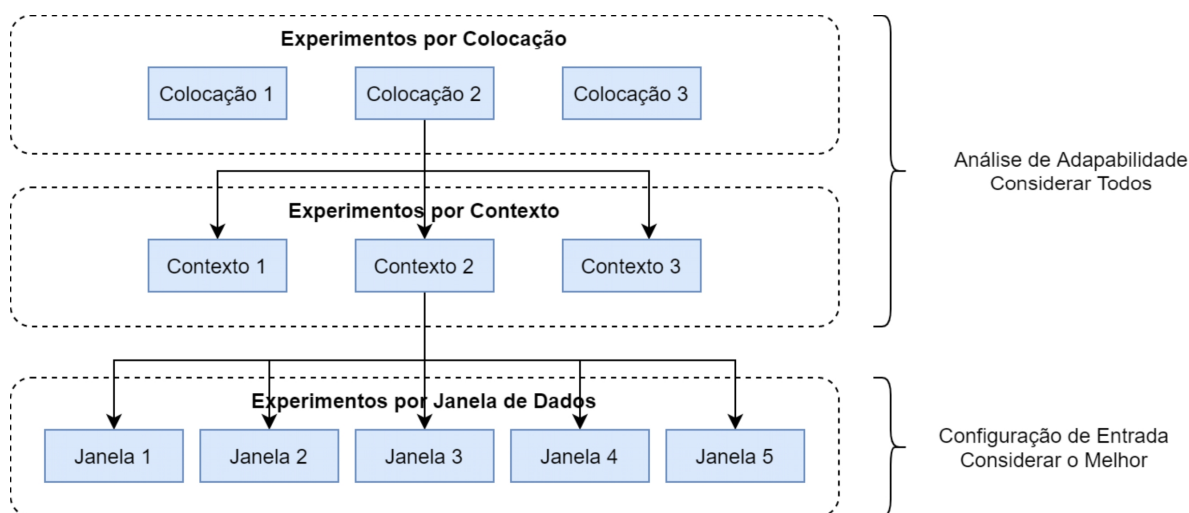 Experimentos por Colocação
Colocação 1
Colocação 2
Colocação 3
Análise de Adapabilidade
Considerar Todos
Experimentos por Contexto
Contexto 1
Contexto 2
Contexto 3
Experimentos por Janela de Dados
Janela 1
Janela 2
Janela 3
Janela 4
Janela 5
Configuração de Entrada
Considerar o Melhor